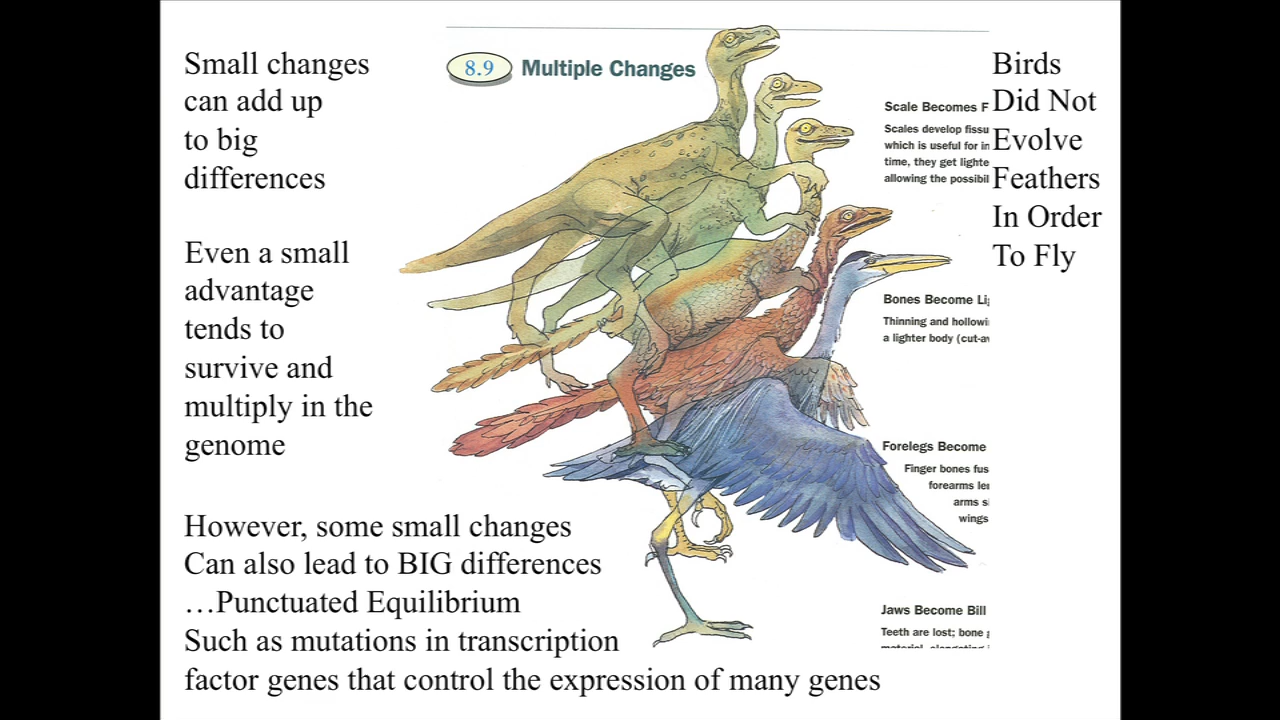 Small changes
can add up
to big
differences
Even a small
advantage
tends to
survive and
multiply in the
genome
However, some small changes
Can also lead to BIG differences
…Punctuated Equilibrium
Such as mutations in transcription
factor genes that control the expression of many genes
8.9 Multiple Changes
Scale Becomes F
Scales develop fissu
which is useful for in
time, they get lighte
allowing the possibil
Bones Become Li
Thinning and hollowi
a lighter body (cut-a
Forelegs Become
Finger bones fus
forearms le
arms s
wings
Jaws Become Bill
Teeth are lost; bone
Birds
Did Not
Evolve
Feathers
In Order
To Fly